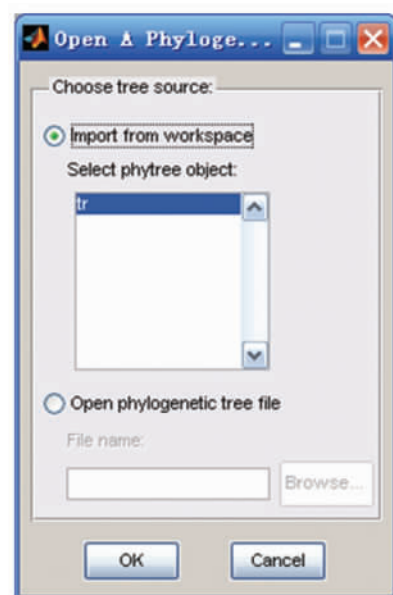 Open A Phyloge...
Choose tree source:
Import from workspace
Select phytree object:
tr
Open phylogenetic tree file
File name:
Browse...
OK
Cancel